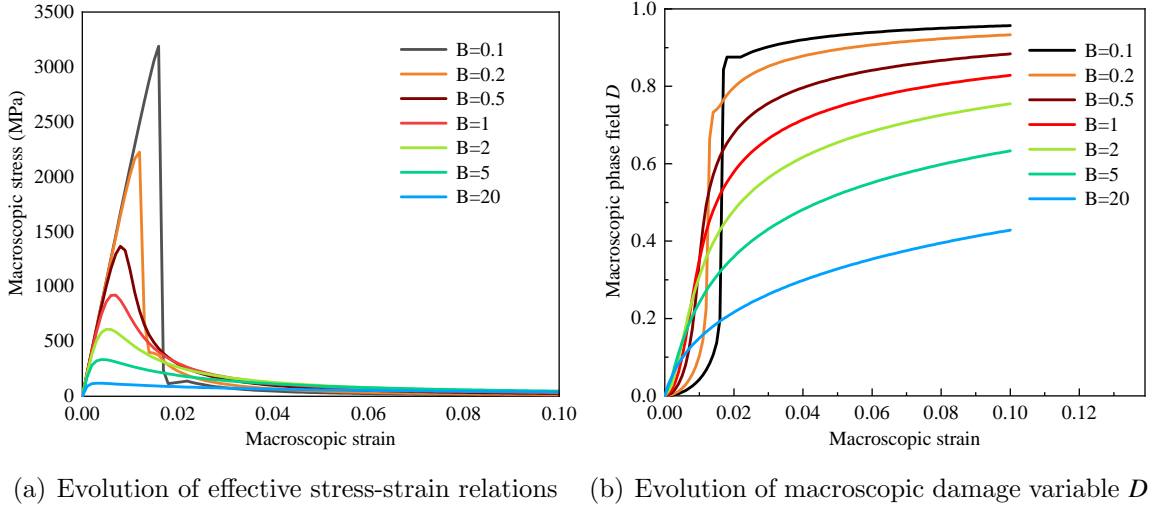 3500
3000
2500
2000
1500
1000
500
0
Macroscopic stress (MPa)
0.00
0.02
0.04
0.06
0.08
0.10
Macroscopic strain
B=0.1
B=0.2
B=0.5
B=1
B=2
B=5
B=20
1.0
0.8
0.6
0.4
0.2
0.0
Macroscopic phase field D
0.00
0.02
0.04
0.06
0.08
0.10
0.12
Macroscopic strain
B=0.1
B=0.2
B=0.5
B=1
B=2
B=5
B=20
(a) Evolution of effective stress-strain relations
(b) Evolution of macroscopic damage variable D